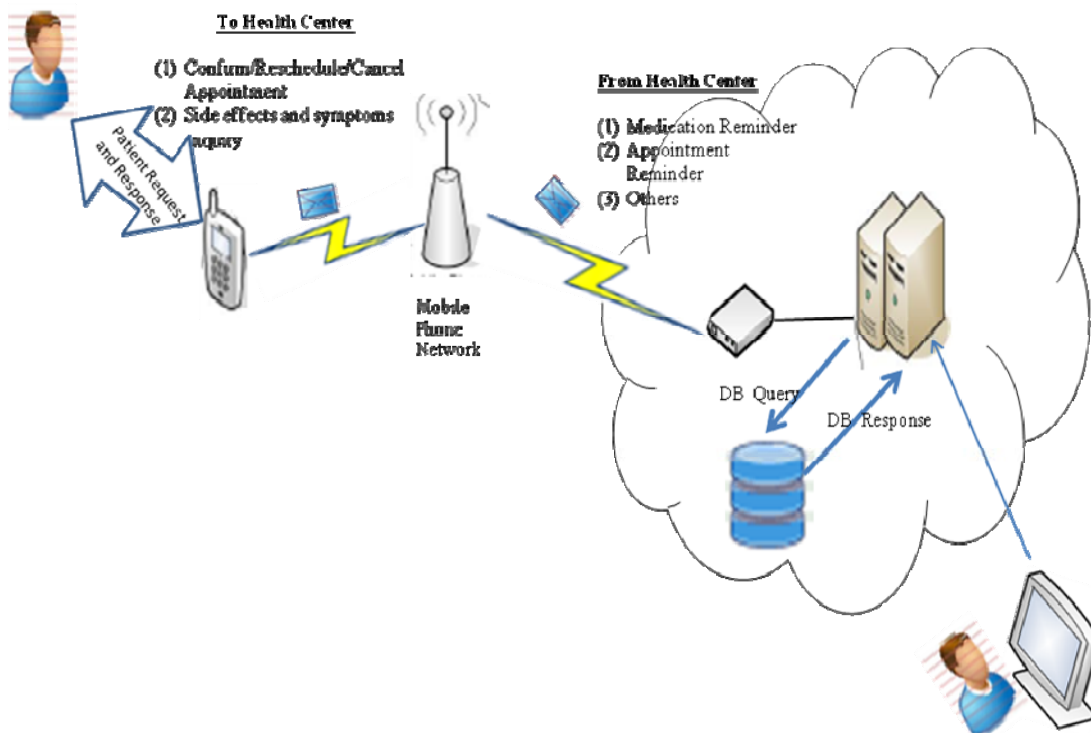 To Health Center
(1) Confirm/Reschedule/Cancel
Appointment
(2) Side effects and symptoms
Patient Request
and Response
From Health Center
(1) Medication Reminder
(2) Appointment
Reminder
(3) Others
Mobile
Phone
Network
DB Query
DB Response